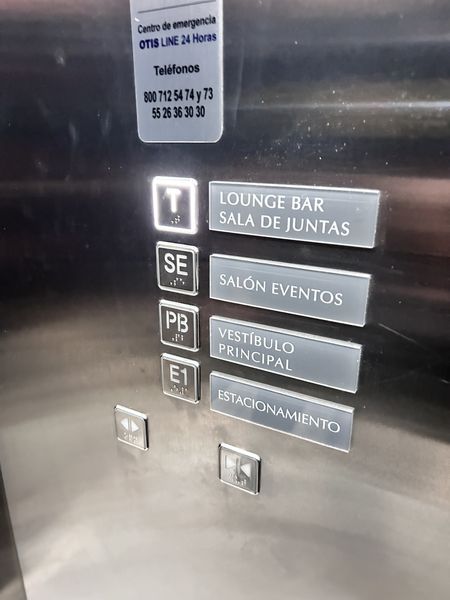 Centro de emergencia
OTIS LINE 24 Horas
Teléfonos
800 712 54 74 y 73
55 26 36 30 30
T
LOUNGE BAR
SALA DE JUNTAS
SE
SALÓN EVENTOS
PB
VESTÍBULO
PRINCIPAL
E1
ESTACIONAMIENTO